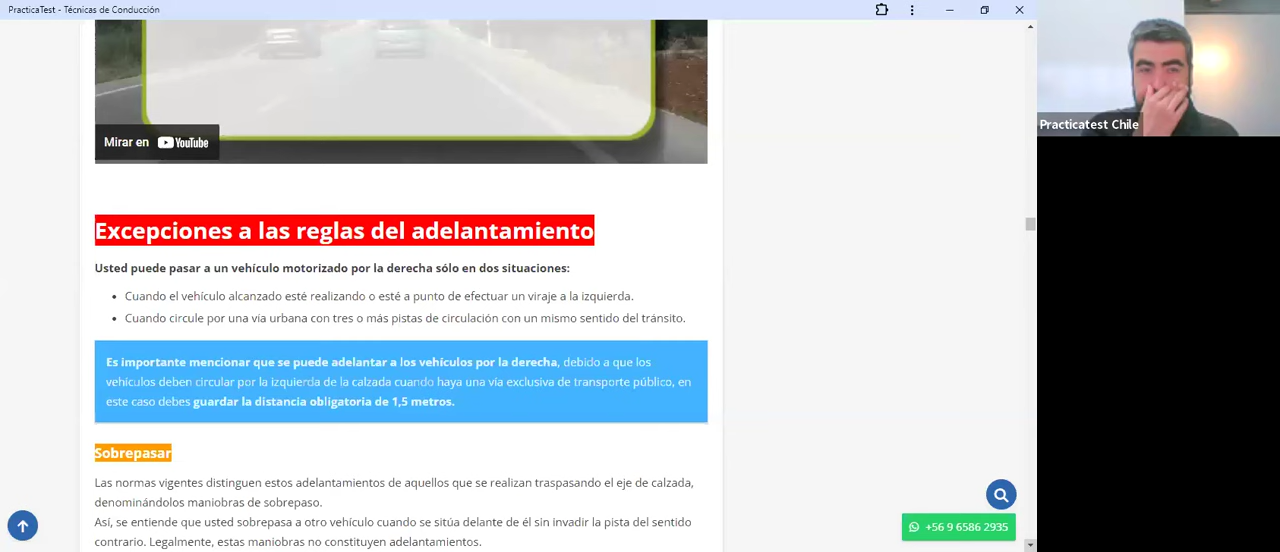 PracticaTest - Técnicas de Conducción
Practicatest Chile
Mirar en YouTube
Excepciones a las reglas del adelantamiento
Usted puede pasar a un vehículo motorizado por la derecha sólo en dos situaciones:
• Cuando el vehículo alcanzado esté realizando o esté a punto de efectuar un viraje a la izquierda.
• Cuando circule por una vía urbana con tres o más pistas de circulación con un mismo sentido del tránsito.
Es importante mencionar que se puede adelantar a los vehículos por la derecha, debido a que los
vehículos deben circular por la izquierda de la calzada cuando haya una vía exclusiva de transporte público, en
este caso debes guardar la distancia obligatoria de 1,5 metros.
Sobrepasar
Las normas vigentes distinguen estos adelantamientos de aquellos que se realizan traspasando el eje de calzada,
denominándolos maniobras de sobrepaso.
Así, se entiende que usted sobrepasa a otro vehículo cuando se sitúa delante de él sin invadir la pista del sentido
contrario. Legalmente, estas maniobras no constituyen adelantamientos.
+56 9 6586 2935